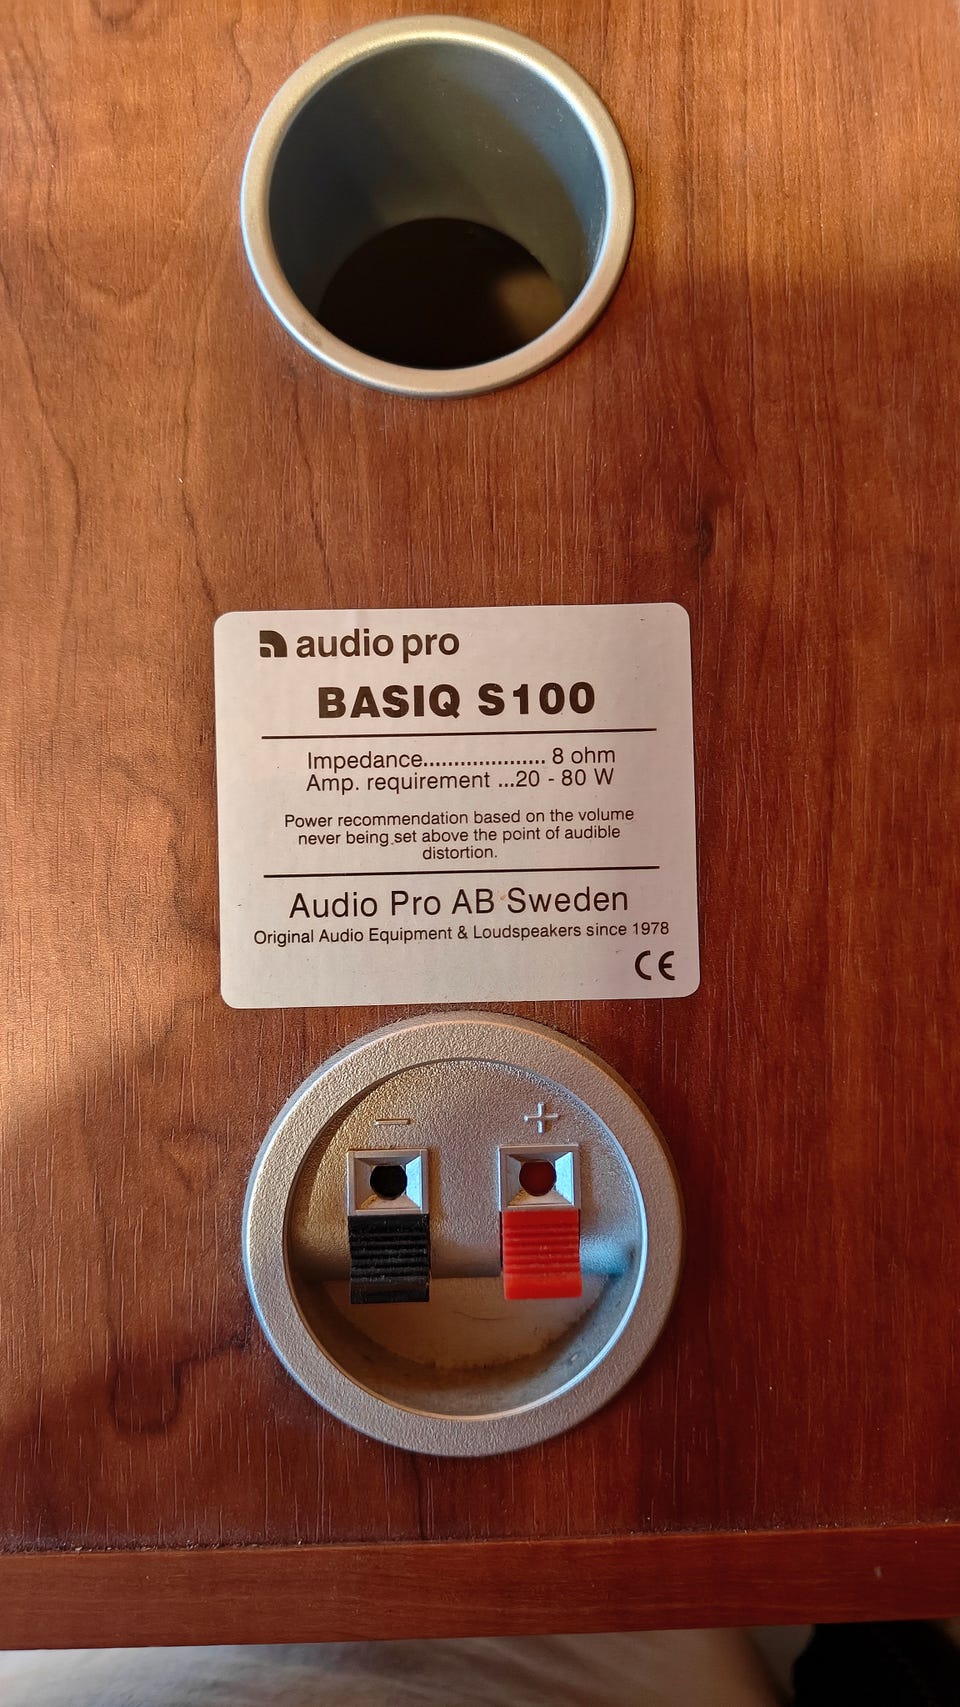 audio pro
BASIQ S100
Impedance.................... 8 ohm
Amp. requirement ...20 - 80 W
Power recommendation based on the volume
never being set above the point of audible
distortion.
Audio Pro AB Sweden
Original Audio Equipment & Loudspeakers since 1978
CE
− +